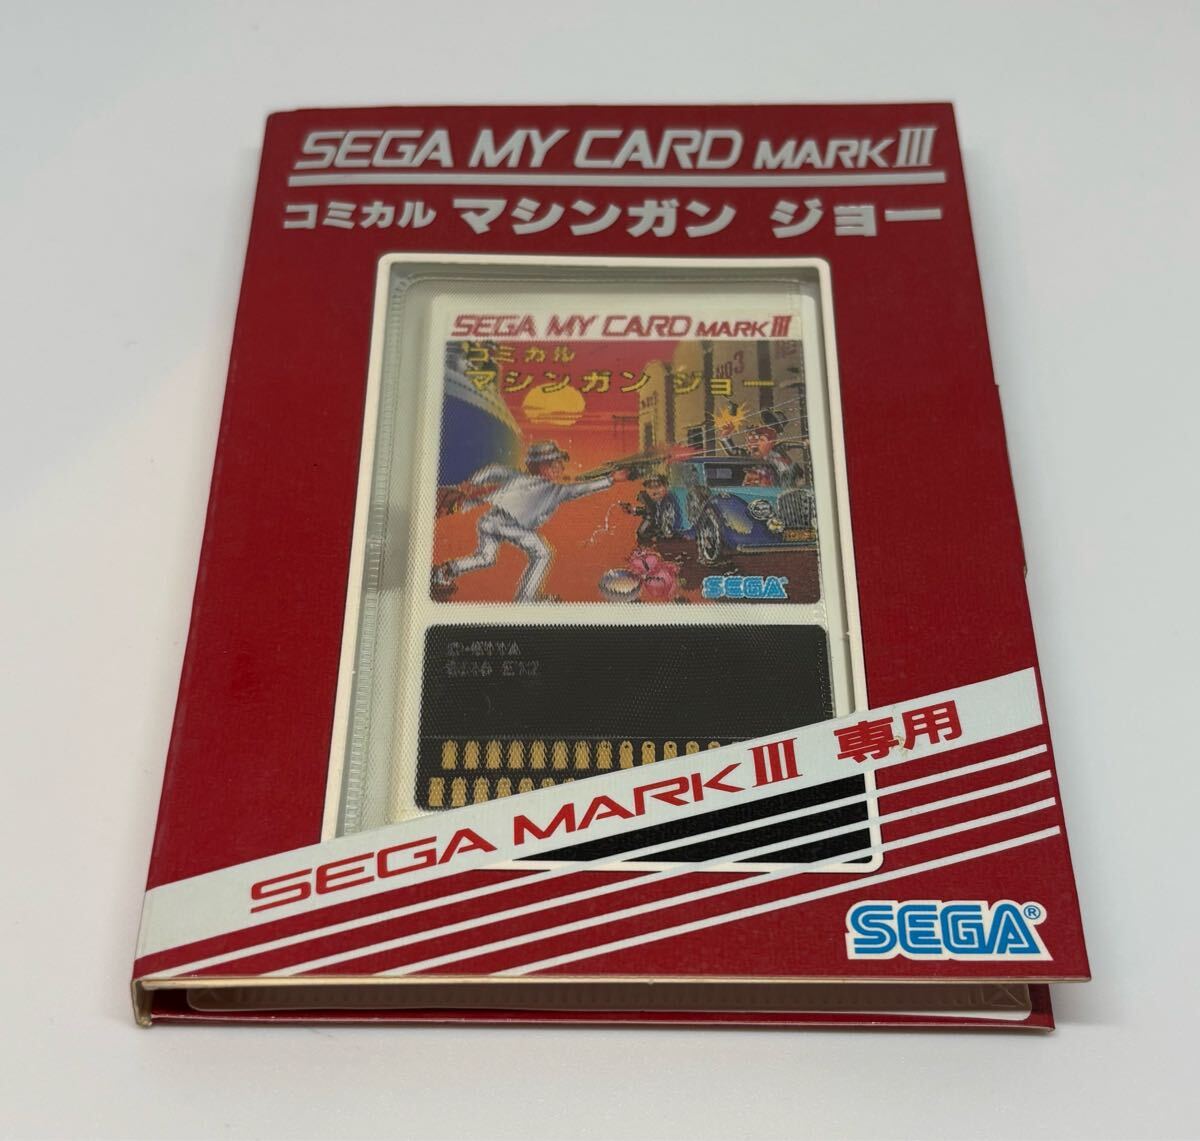 SEGA MY CARD MARK III
コミカル マシンガン ジョー
SEGA MY CARD MARK III
コミカル
マシンガン ジョー
NO3
SEGA®
SEGA MARK III 専用
SEGA®